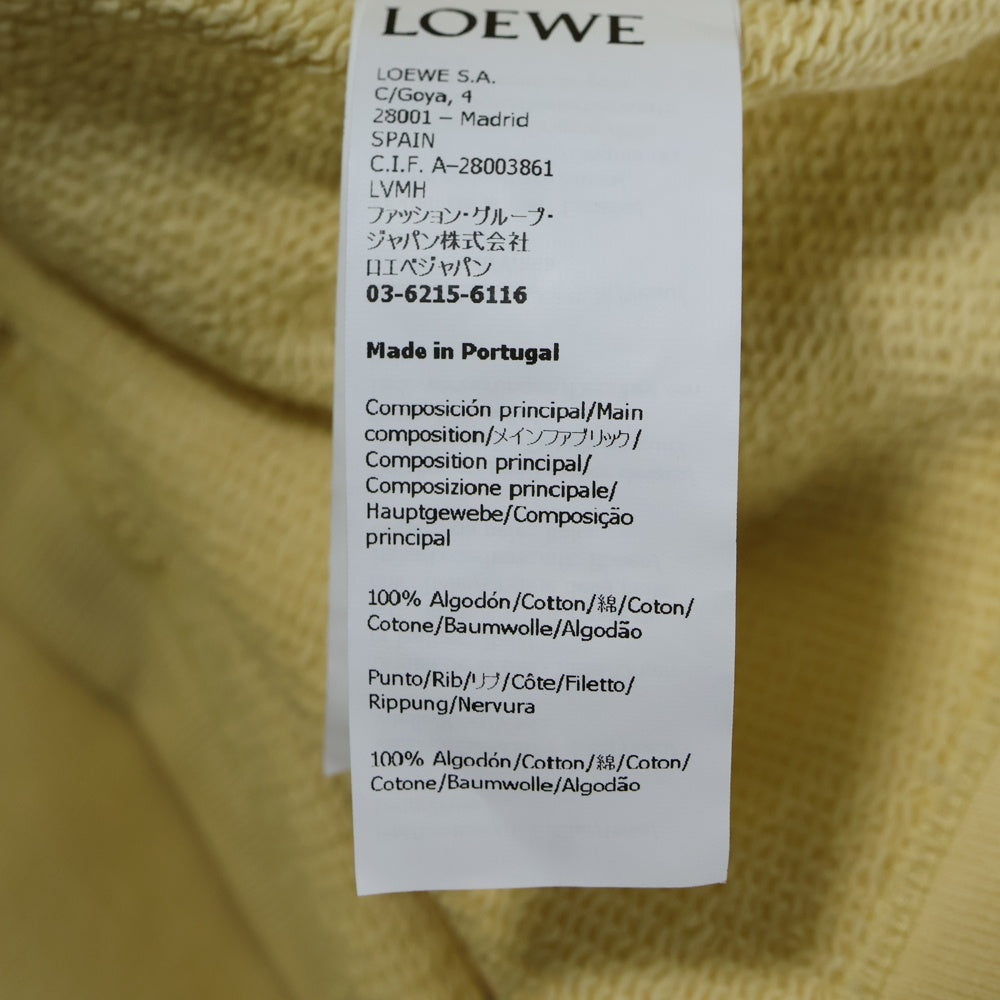 LOEWE
LOEWE S.A.
C/Goya, 4
28001 – Madrid
SPAIN
C.I.F. A–28003861
LVMH
ファッション・グループ・
ジャパン株式会社
ロエベジャパン
03-6215-6116
Made in Portugal
Composición principal/Main
composition/メインファブリック/
Composition principal/
Composizione principale/
Hauptgewebe/Composição
principal
100% Algodón/Cotton/綿/Coton/
Cotone/Baumwolle/Algodão
Punto/Rib/リブ/Côte/Filetto/
Rippung/Nervura
100% Algodón/Cotton/綿/Coton/
Cotone/Baumwolle/Algodão